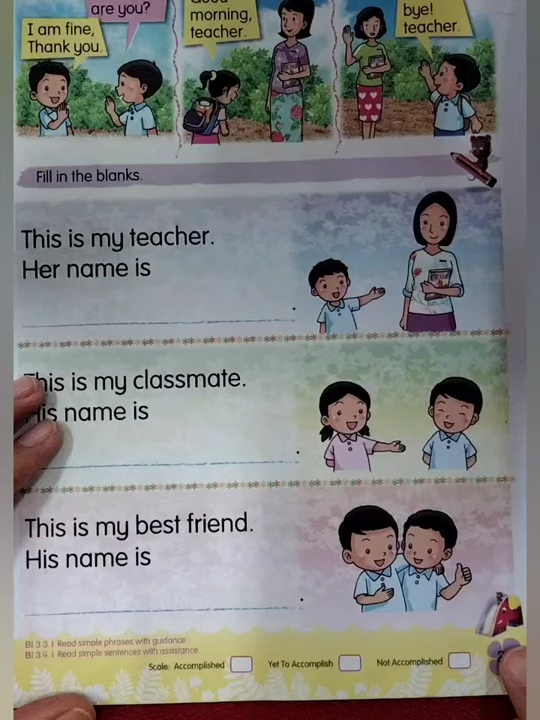 are you?
I am fine,
Thank you.
morning,
teacher.
bye!
teacher.
Fill in the blanks.
This is my teacher.
Her name is
.
This is my classmate.
His name is
.
This is my best friend.
His name is
.
BI 3 3 1 Read simple phrases with guidance
BI 3 4 1 Read simple sentences with assistance
Scale: Accomplished Yet To Accomplish Not Accomplished